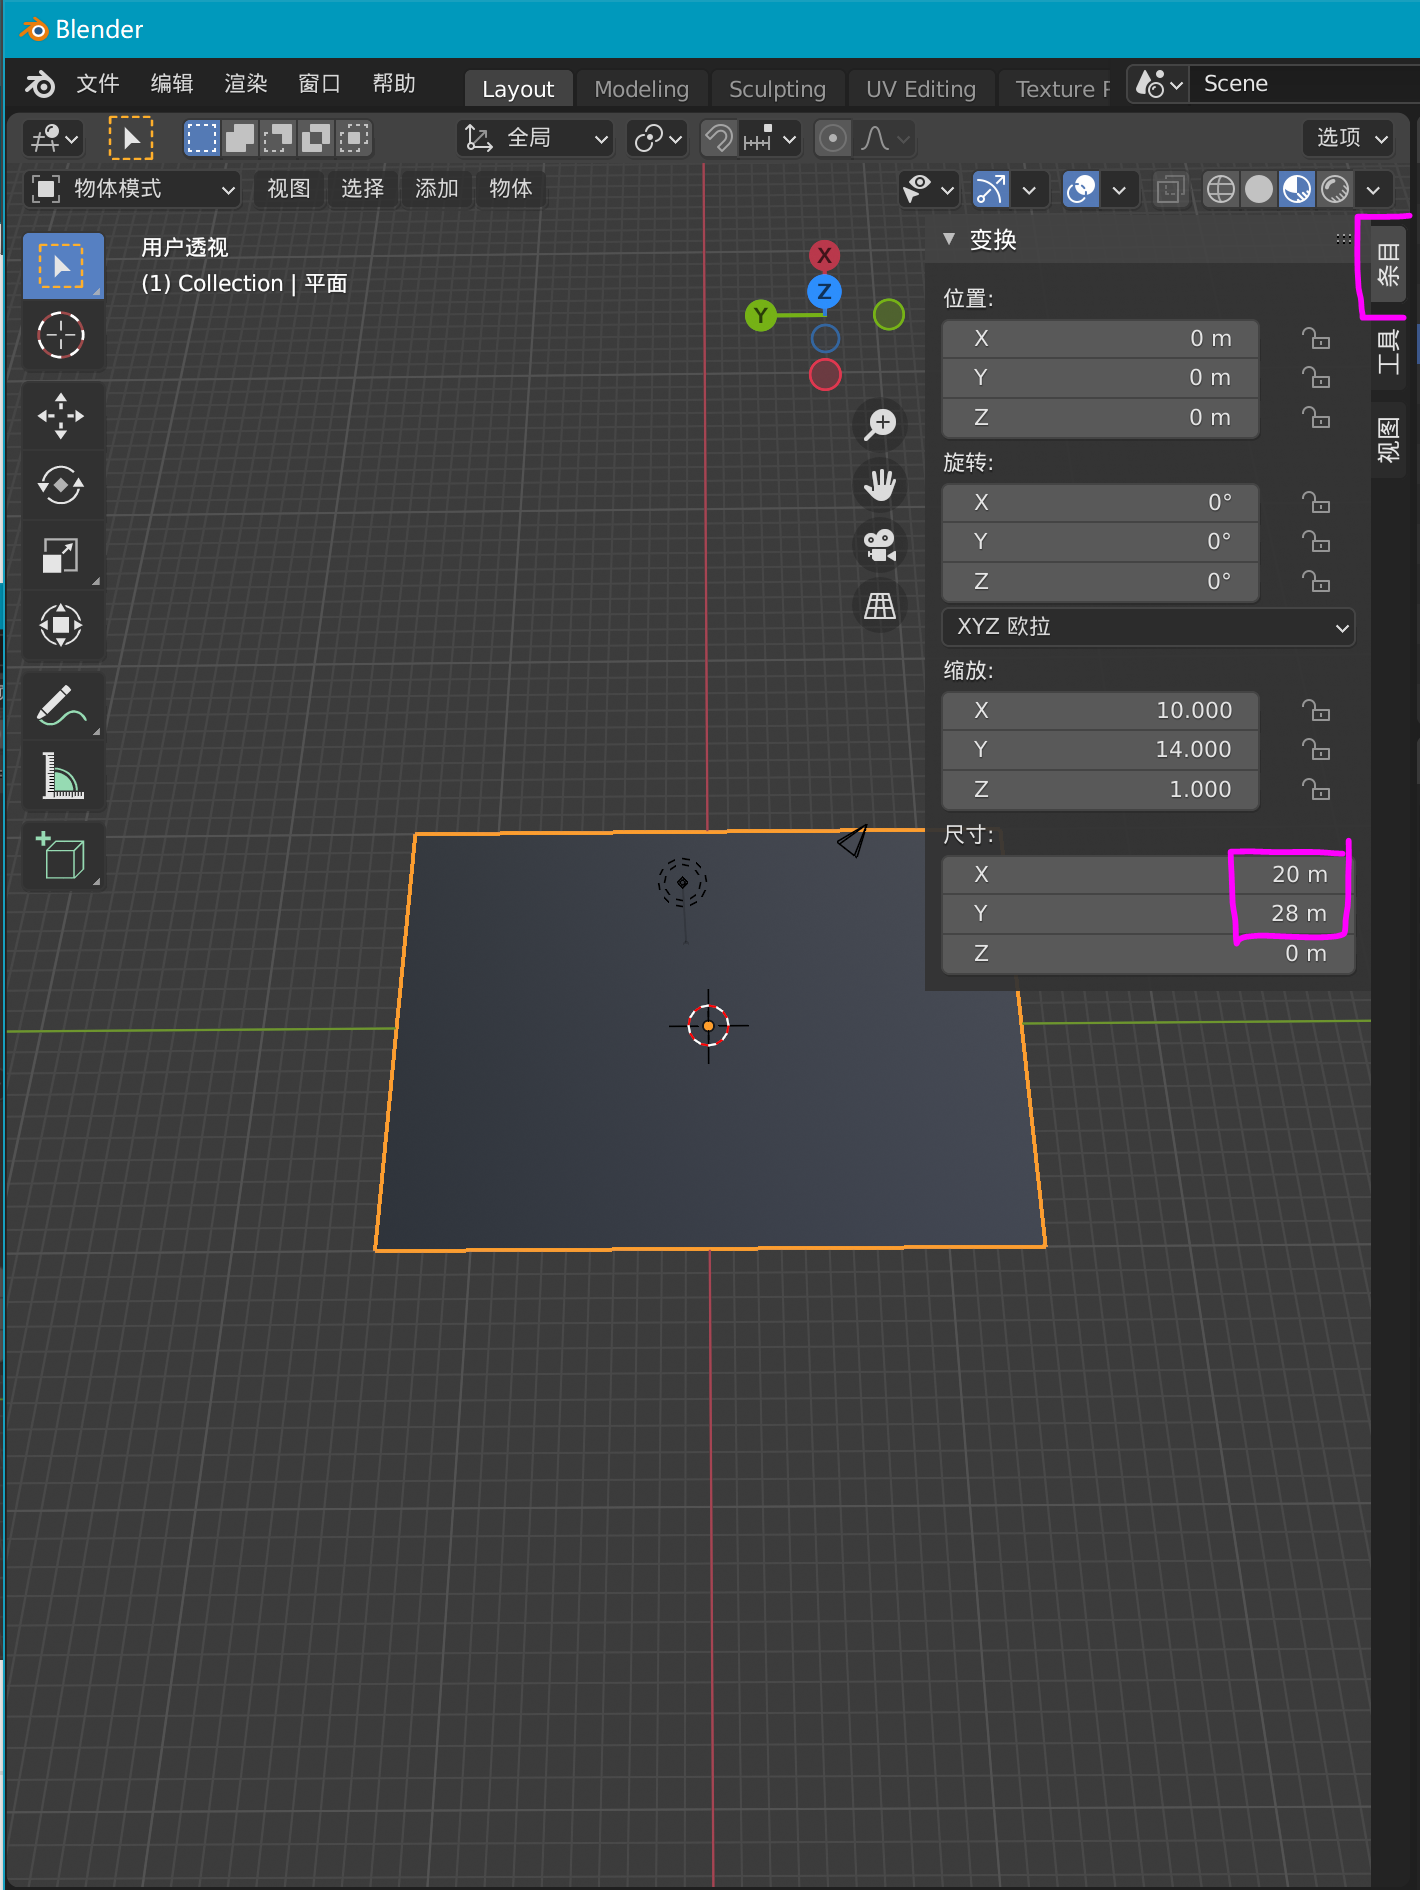 Blender
文件 编辑 渲染 窗口 帮助 Layout Modeling Sculpting UV Editing Texture P Scene
全局 选项
物体模式 视图 选择 添加 物体
用户透视
(1) Collection | 平面
X
Z
Y
变换
位置:
X 0 m
Y 0 m
Z 0 m
旋转:
X 0°
Y 0°
Z 0°
XYZ 欧拉
缩放:
X 10.000
Y 14.000
Z 1.000
尺寸:
X 20 m
Y 28 m
Z 0 m
条目
工具
视图